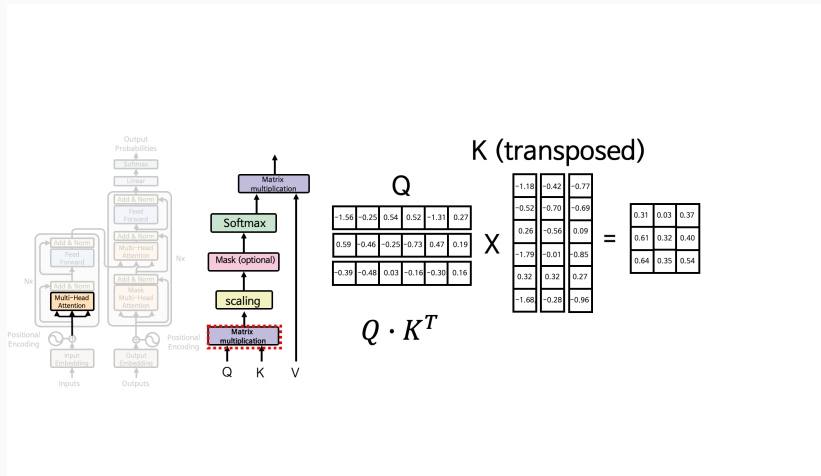 Output
Probabilities
Softmax
Linear
Add & Norm
Feed
Forward
Add & Norm
Multi-Head
Attention
Nx
Add & Norm
Mask
Multi-Head
Attention
Add & Norm
Feed
Forward
Nx
Add & Norm
Multi-Head
Attention
Positional
Encoding
Positional
Encoding
Input
Embedding
Output
Embedding
Inputs
Outputs
Matrix
multiplication
Softmax
Mask (optional)
scaling
Matrix
multiplication
Q K V
Q
-1.56 -0.25 0.54 0.52 -1.31 0.27
0.59 -0.46 -0.25 -0.73 0.47 0.19
-0.39 -0.48 0.03 -0.16 -0.30 0.16
X
K (transposed)
-1.18 -0.42 -0.77
-0.52 -0.70 -0.69
0.26 -0.56 0.09
-1.79 -0.01 -0.85
0.32 0.32 0.27
-1.68 -0.28 -0.96
=
0.31 0.03 0.37
0.61 0.32 0.40
0.64 0.35 0.54
Q · K^T